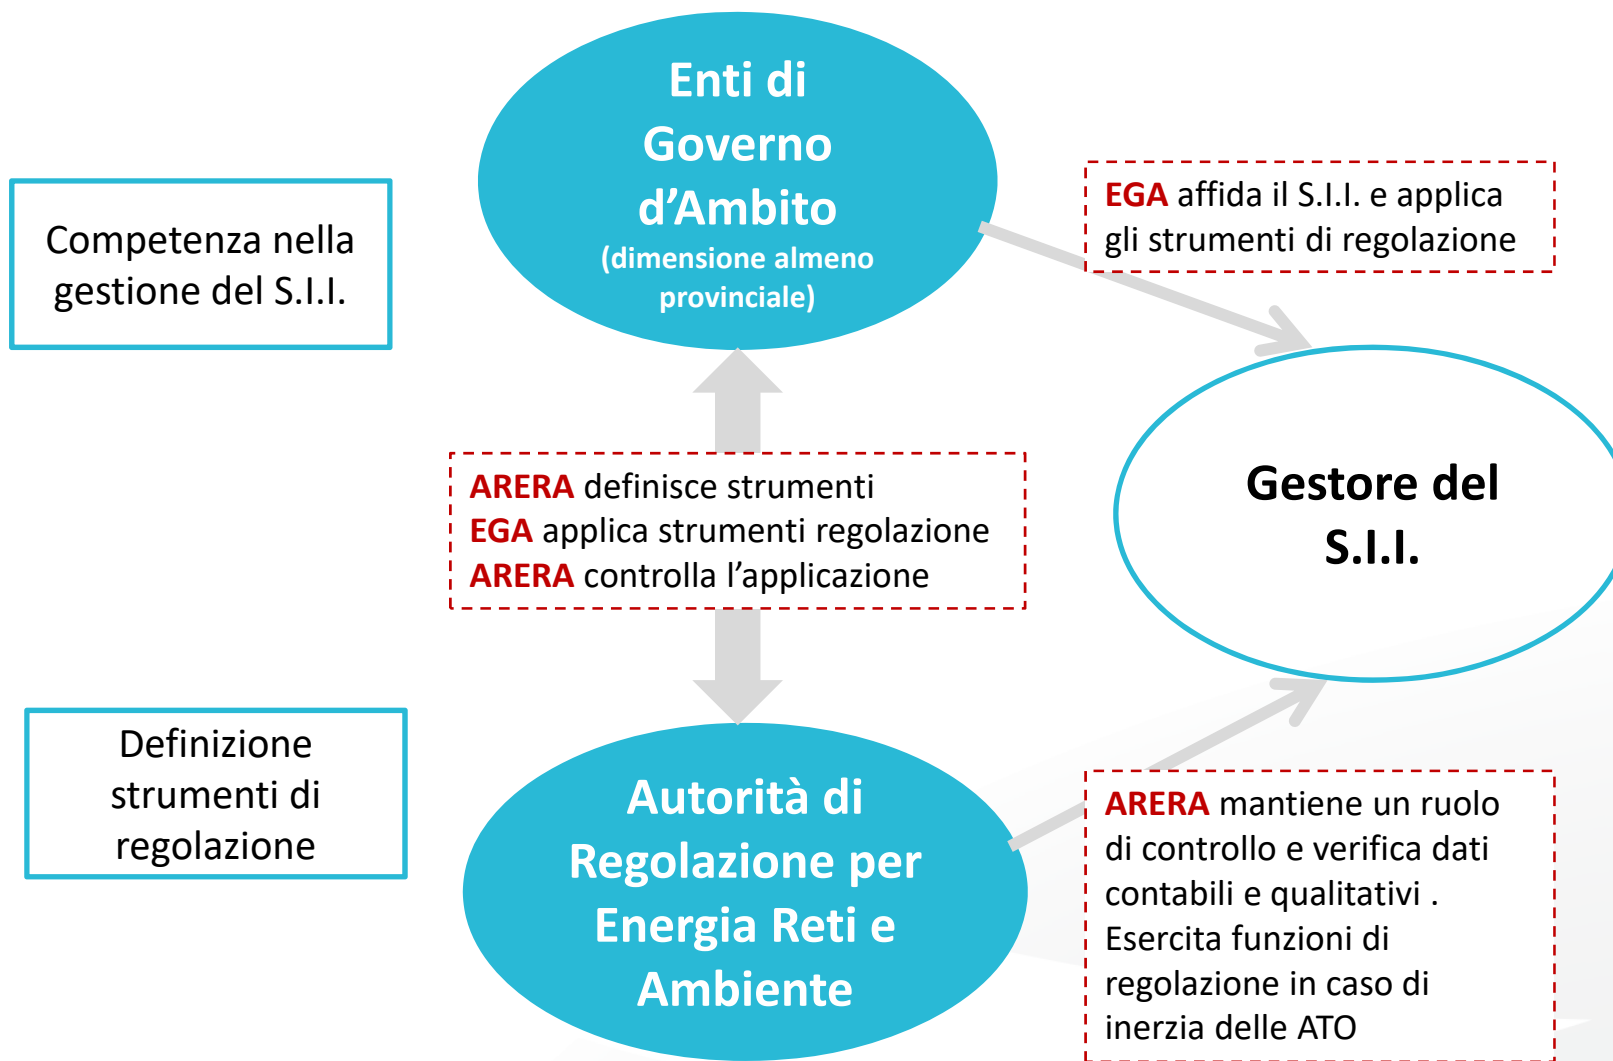 Enti di
Governo
d’Ambito
(dimensione almeno
provinciale)
Competenza nella
gestione del S.I.I.
EGA affida il S.I.I. e applica
gli strumenti di regolazione
ARERA definisce strumenti
EGA applica strumenti regolazione
ARERA controlla l’applicazione
Gestore del
S.I.I.
Definizione
strumenti di
regolazione
Autorità di
Regolazione per
Energia Reti e
Ambiente
ARERA mantiene un ruolo
di controllo e verifica dati
contabili e qualitativi .
Esercita funzioni di
regolazione in caso di
inerzia delle ATO